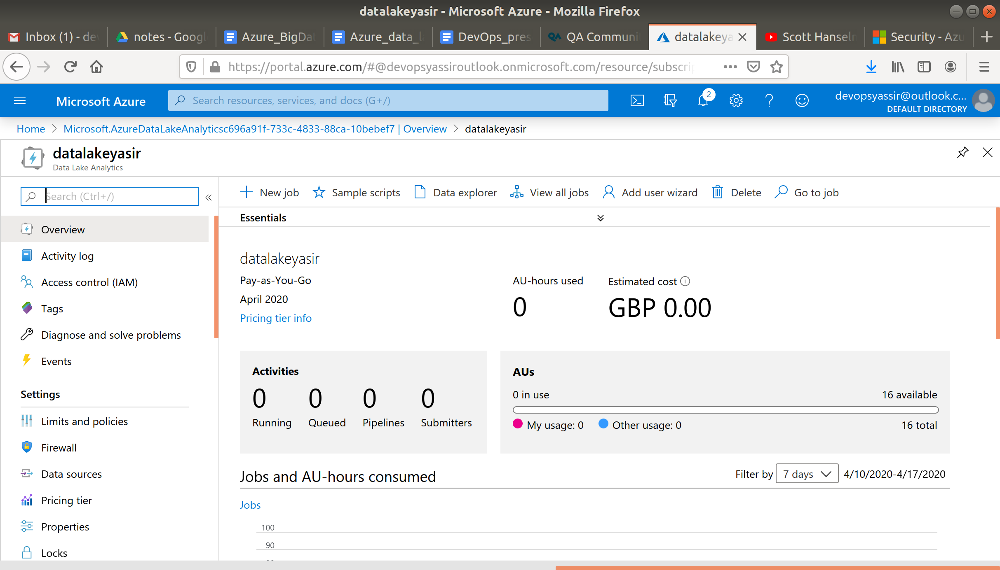 datalakeyasir - Microsoft Azure - Mozilla Firefox
Inbox (1) - de
notes - Googl
Azure_BigDat
Azure_data_l
DevOps_pres
QA Communi
datalakeya
Scott Hanseln
Security - Azu
https://portal.azure.com/#@devopsyassiroutlook.onmicrosoft.com/resource/subscrip
Microsoft Azure
Search resources, services, and docs (G+/)
2
devopsyassir@outlook.c...
DEFAULT DIRECTORY
Home > Microsoft.AzureDataLakeAnalyticsc696a91f-733c-4833-88ca-10bebef7 | Overview > datalakeyasir
datalakeyasir
Data Lake Analytics
Search (Ctrl+/)
«
Overview
Activity log
Access control (IAM)
Tags
Diagnose and solve problems
Events
Settings
Limits and policies
Firewall
Data sources
Pricing tier
Properties
Locks
New job
Sample scripts
Data explorer
View all jobs
Add user wizard
Delete
Go to job
Essentials
datalakeyasir
Pay-as-You-Go
April 2020
Pricing tier info
AU-hours used
0
Estimated cost
GBP 0.00
Activities
0 0 0 0
Running Queued Pipelines Submitters
AUs
0 in use 16 available
My usage: 0 Other usage: 0 16 total
Jobs and AU-hours consumed
Filter by 7 days 4/10/2020-4/17/2020
Jobs
100
90